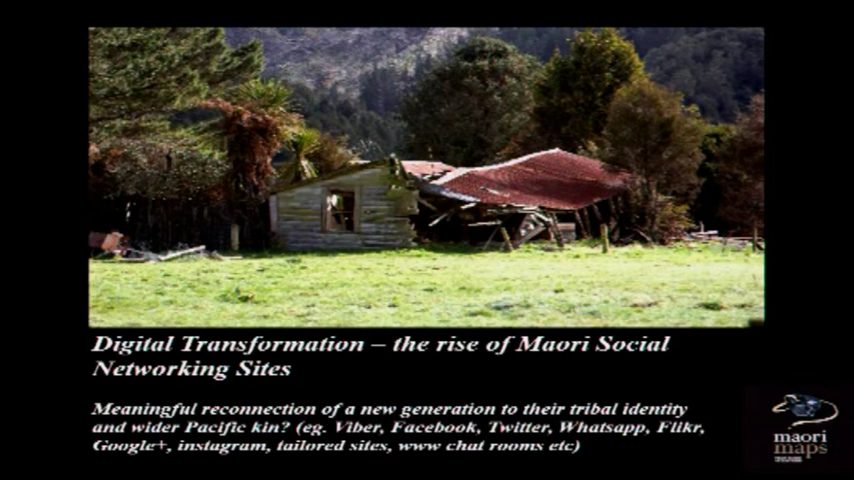 Digital Transformation – the rise of Maori Social
Networking Sites
Meaningful reconnection of a new generation to their tribal identity
and wider Pacific kin? (eg. Viber, Facebook, Twitter, Whatsapp, Flikr,
Google+, instagram, tailored sites, www chat rooms etc)
maori
maps